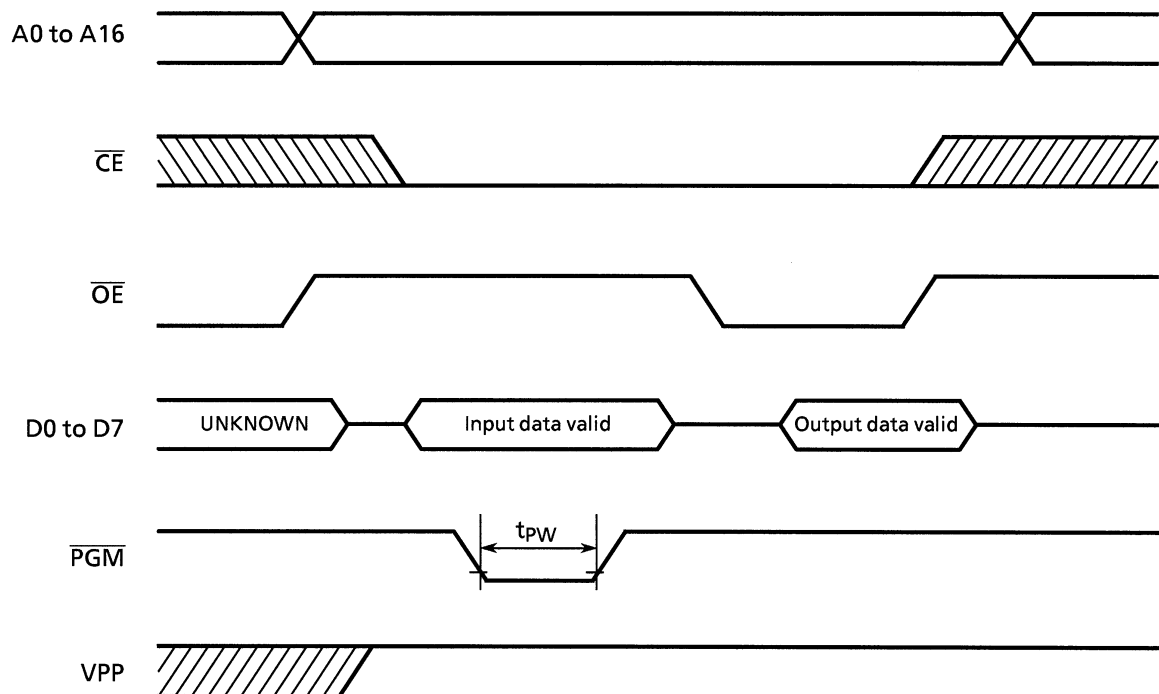 A0 to A16
CE
OE
D0 to D7
UNKNOWN
Input data valid
Output data valid
PGM
tPW
VPP